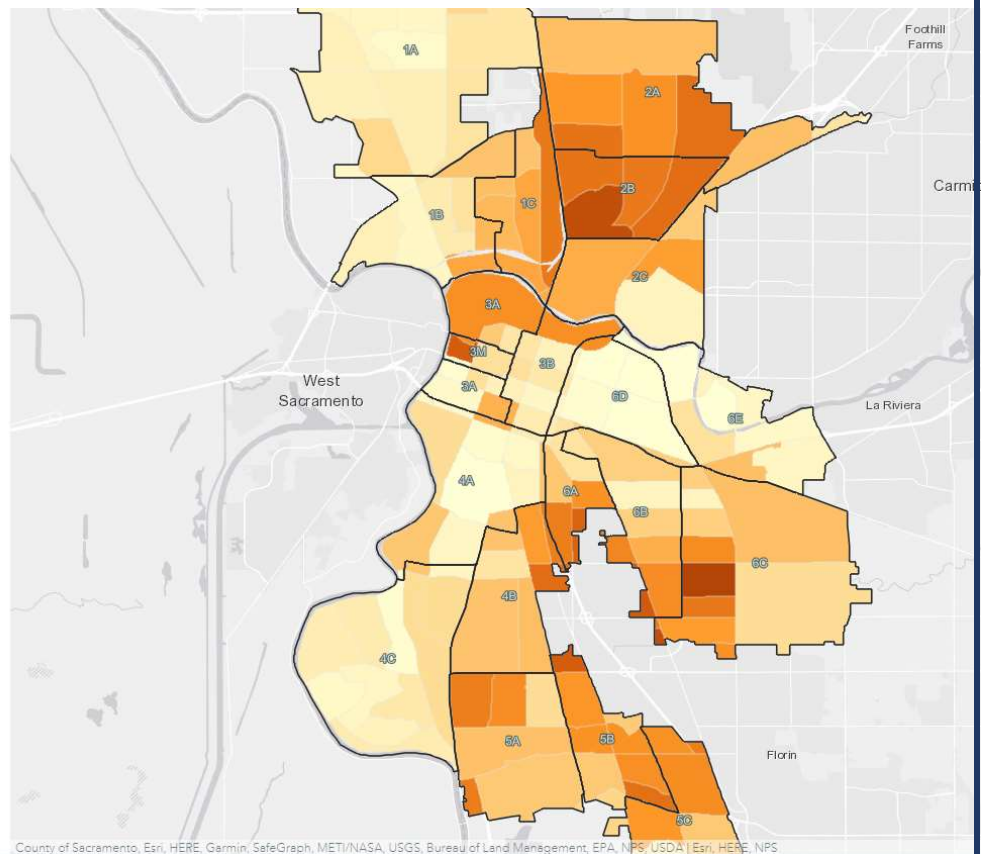 Foothill
Farms
1A
2A
Carmi
2B
1C
1B
2C
3A
3M
3B
West
Sacramento
3A
6D
La Riviera
6E
4A
6A
6B
6C
4B
4C
5A
5B
Florin
5C
County of Sacramento, Esri, HERE, Garmin, SafeGraph, METI/NASA, USGS, Bureau of Land Management, EPA, NPS, USDA | Esri, HERE, NPS